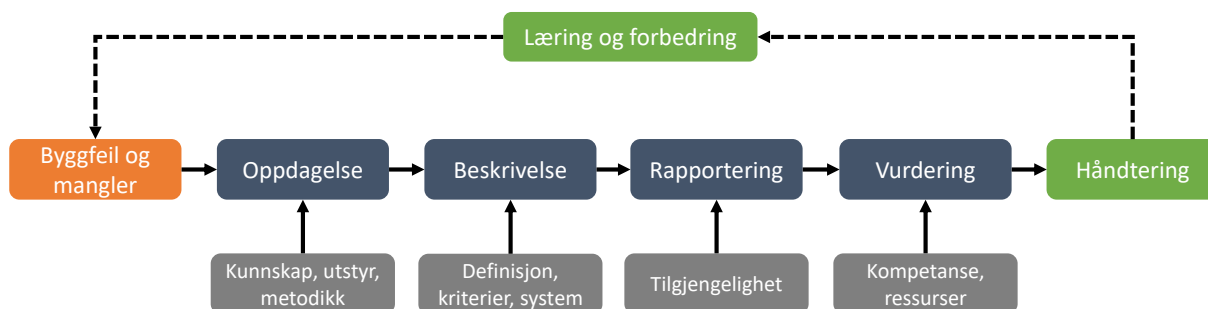 Læring og forbedring
Byggfeil og
mangler
Oppdagelse
Beskrivelse
Rapportering
Vurdering
Håndtering
Kunnskap, utstyr,
metodikk
Definisjon,
kriterier, system
Tilgjengelighet
Kompetanse,
ressurser